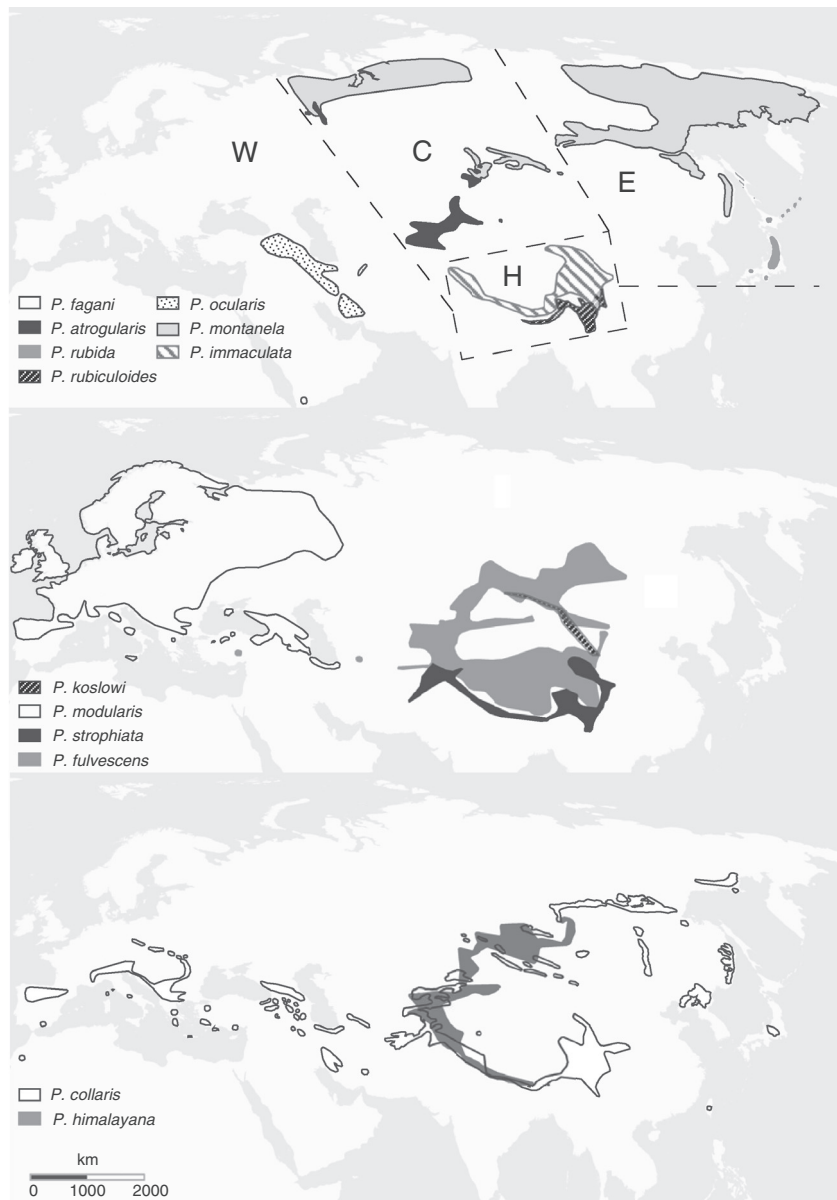 W
C
E
H
P. fagani
P. ocularis
P. atrogularis
P. montanela
P. rubida
P. immaculata
P. rubiculoides
P. koslowi
P. modularis
P. strophiata
P. fulvescens
P. collaris
P. himalayana
km
0 1000 2000